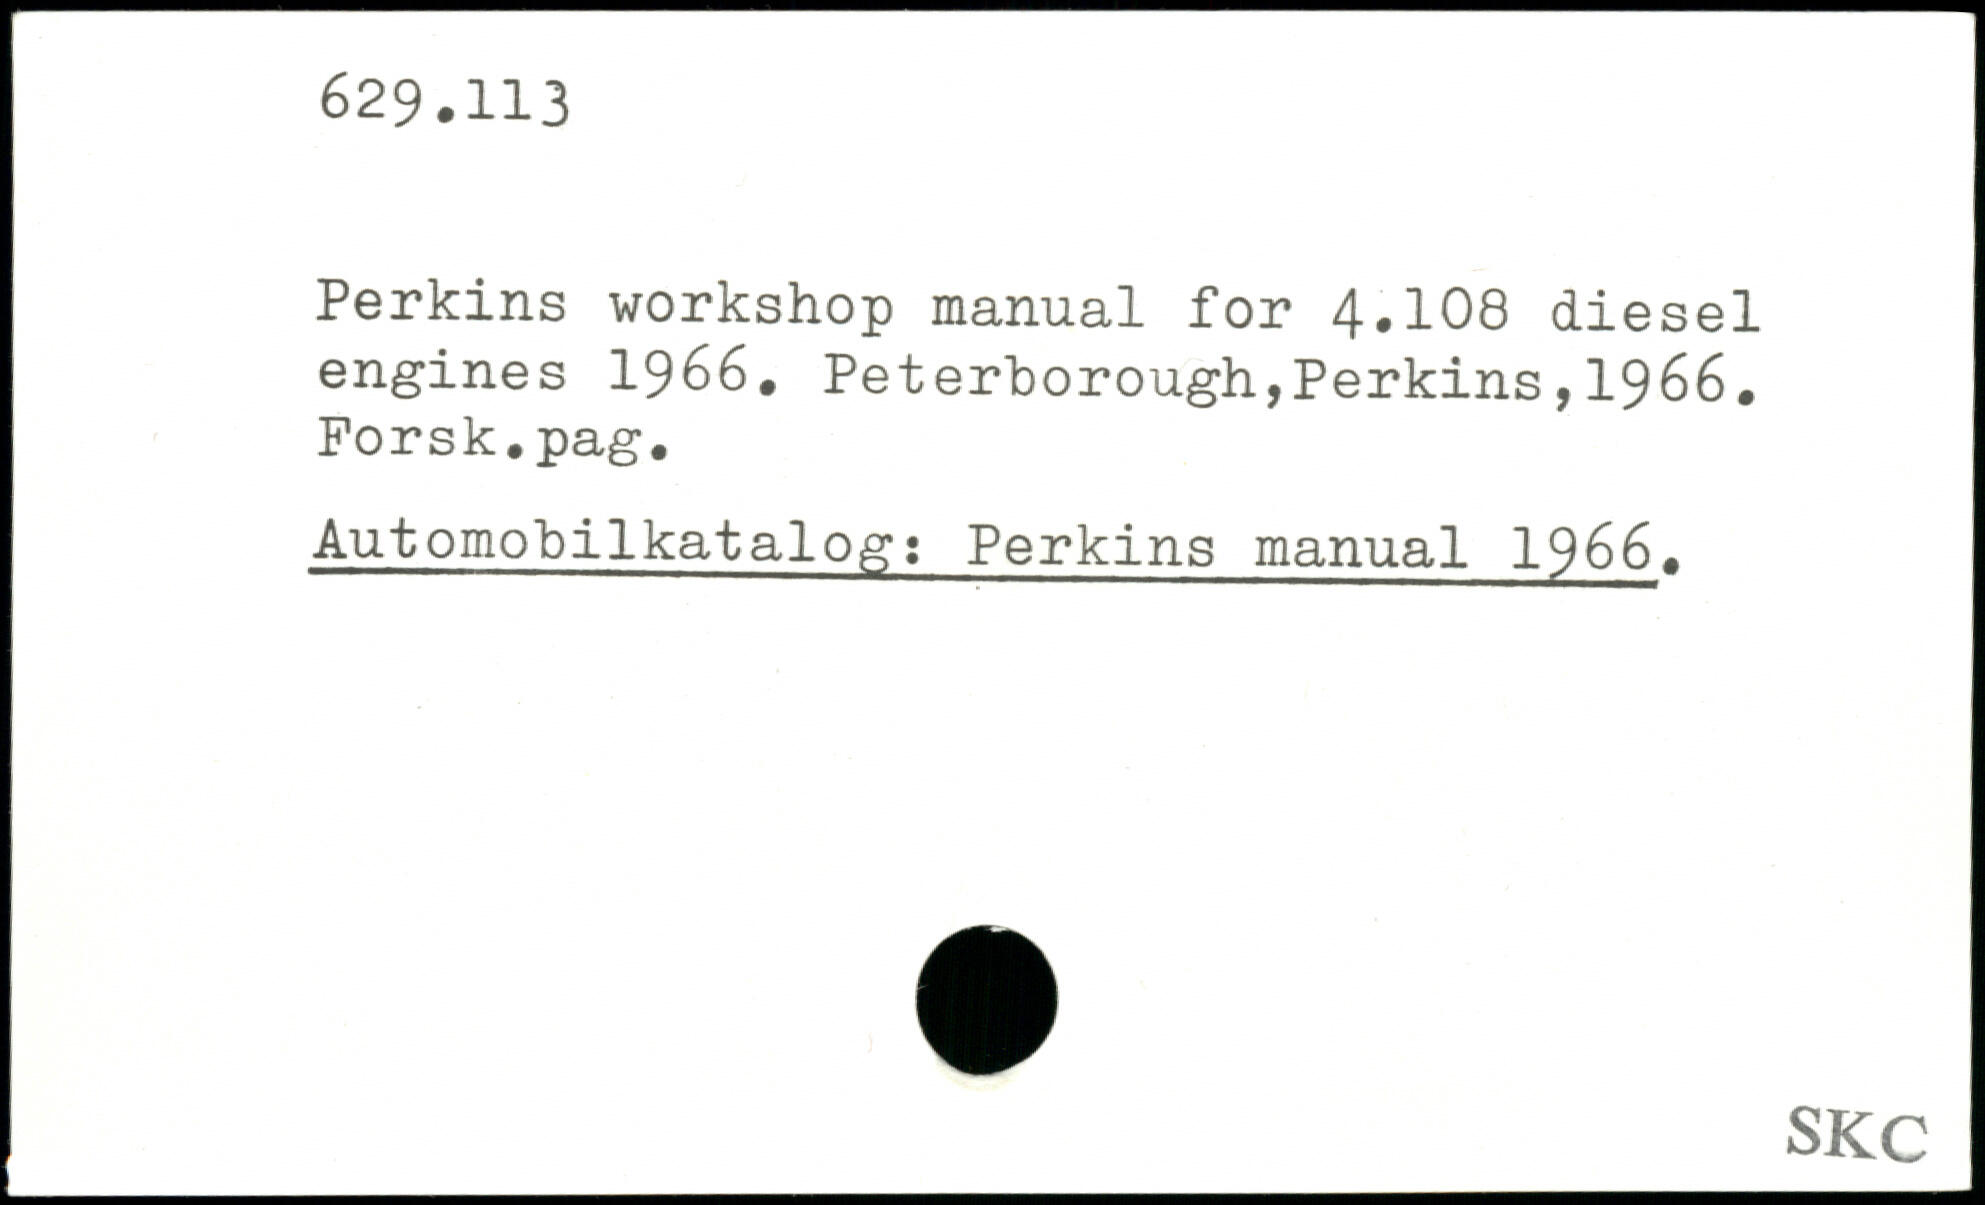 629.113
Perkins workshop manual for 4.108 diesel
engines 1966. Peterborough,Perkins,1966.
Forsk.pag.
Automobilkatalog: Perkins manual 1966.
SKC